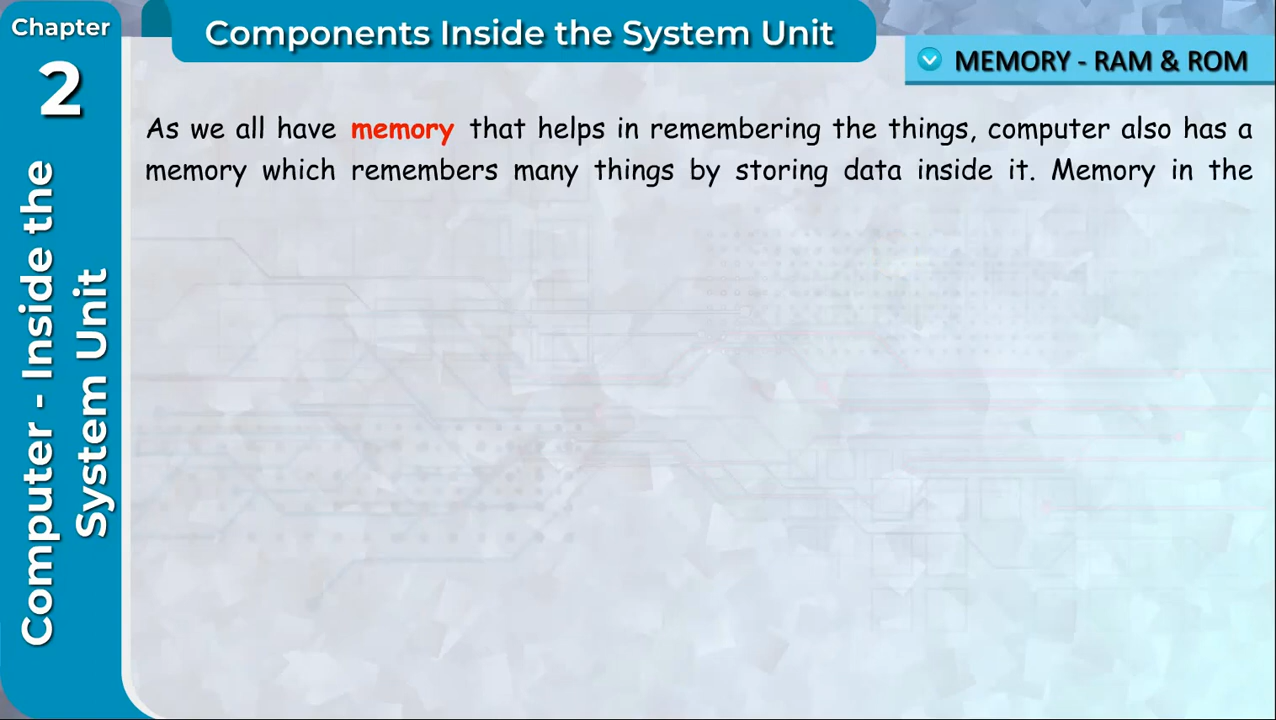 Chapter
2
Computer - Inside the
System Unit
Components Inside the System Unit
MEMORY - RAM & ROM
As we all have memory that helps in remembering the things, computer also has a
memory which remembers many things by storing data inside it. Memory in the